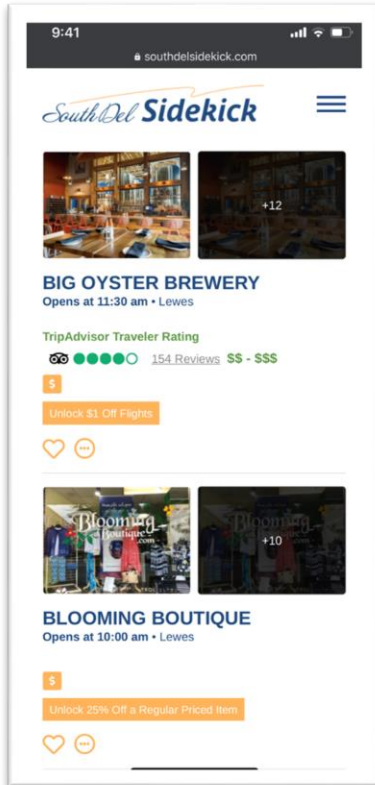 9:41
southdelsidekick.com
South Del Sidekick
+12
BIG OYSTER BREWERY
Opens at 11:30 am • Lewes
TripAdvisor Traveler Rating
154 Reviews $$ - $$$
$
Unlock $1 Off Flights
Blooming
Boutique
.com
+10
BLOOMING BOUTIQUE
Opens at 10:00 am • Lewes
$
Unlock 25% Off a Regular Priced Item